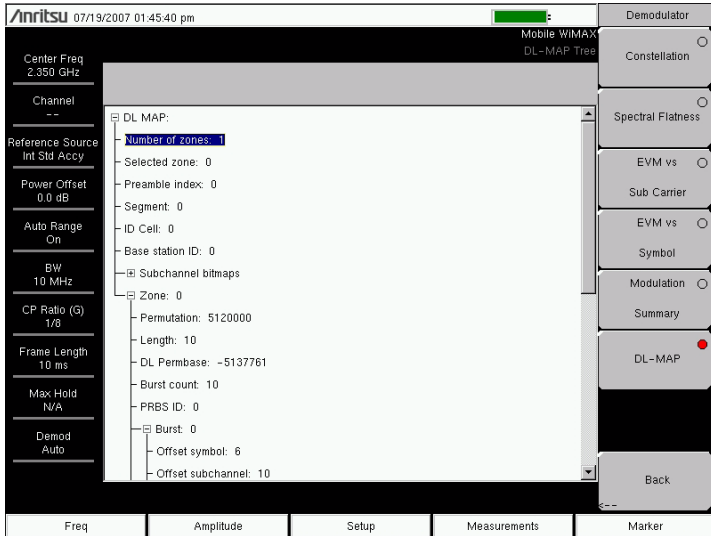 Anritsu 07/19/2007 01:45:40 pm
Mobile WiMAX
DL-MAP Tree
Center Freq
2.350 GHz
Channel
--
Reference Source
Int Std Accy
Power Offset
0.0 dB
Auto Range
On
BW
10 MHz
CP Ratio (G)
1/8
Frame Length
10 ms
Max Hold
N/A
Demod
Auto
DL MAP:
Number of zones: 1
Selected zone: 0
Preamble index: 0
Segment: 0
ID Cell: 0
Base station ID: 0
Subchannel bitmaps
Zone: 0
Permutation: 5120000
Length: 10
DL Permbase: -5137761
Burst count: 10
PRBS ID: 0
Burst: 0
Offset symbol: 6
Offset subchannel: 10
Demodulator
Constellation
Spectral Flatness
EVM vs
Sub Carrier
EVM vs
Symbol
Modulation
Summary
DL-MAP
Back
<--
Freq
Amplitude
Setup
Measurements
Marker